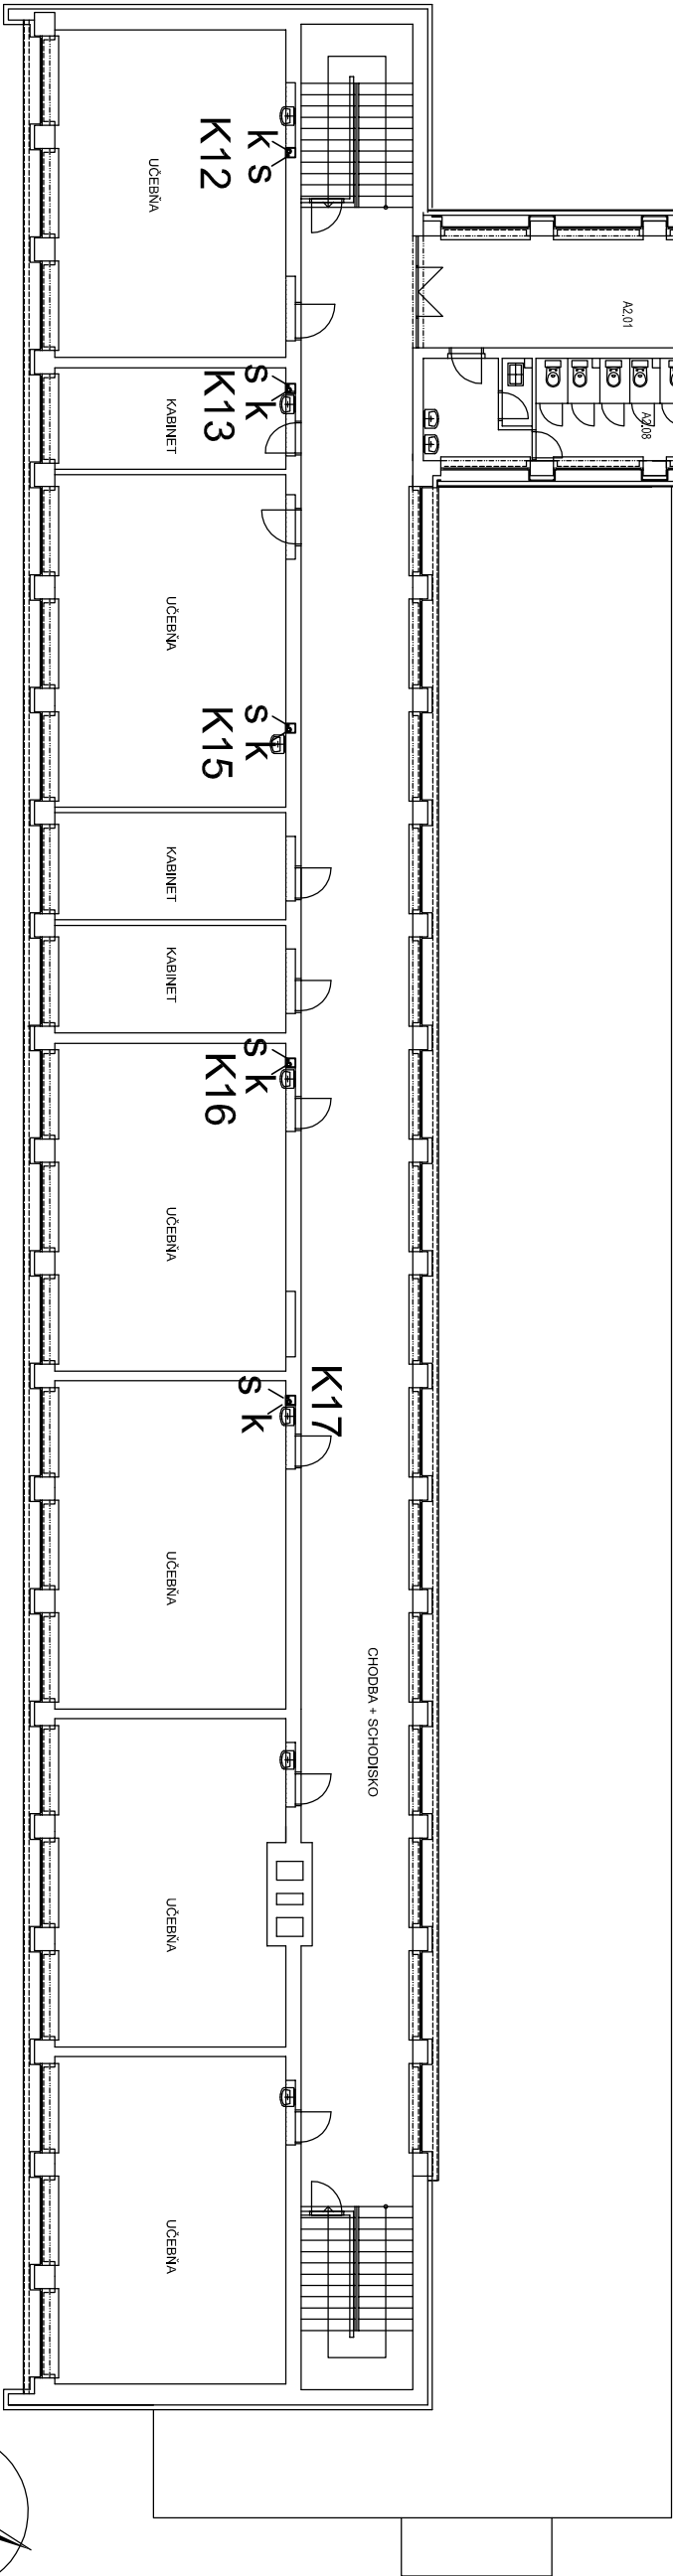 k s
K12
UČEBŇA
A2,01
s k
K13
KABINET
A2,08
UČEBŇA
s k
K15
KABINET
KABINET
s k
K16
UČEBŇA
K17
s k
UČEBŇA
CHODBA + SCHODISKO
UČEBŇA
UČEBŇA